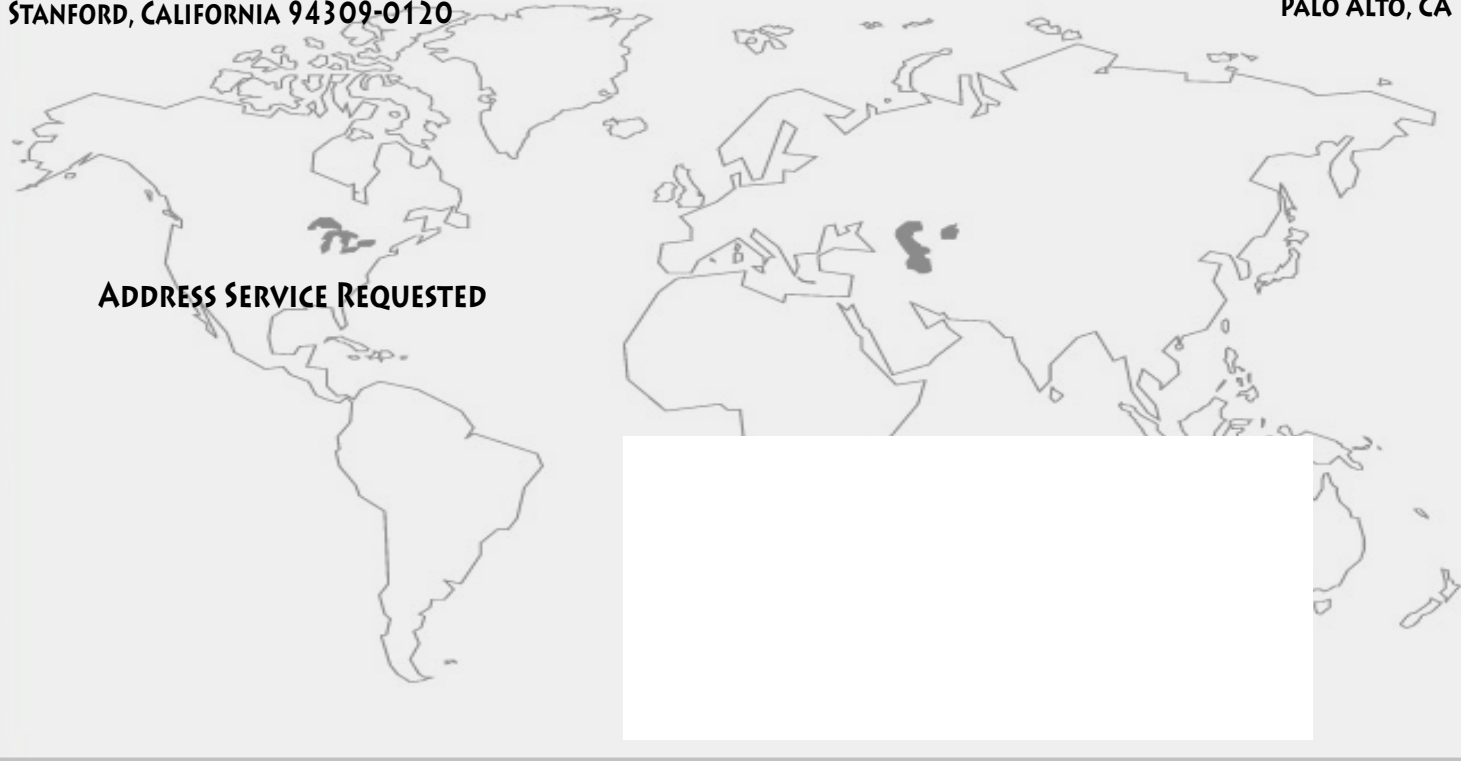 Stanford, California 94309-0120
Palo Alto, CA
Address Service Requested